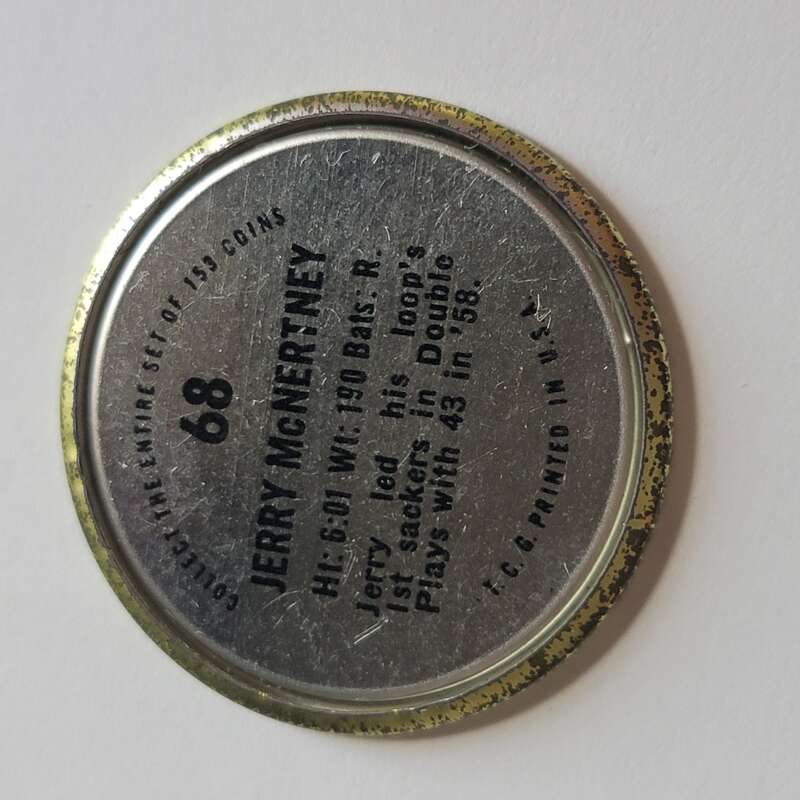 COLLECT THE ENTIRE SET OF 153 COINS
68
JERRY McNERTNEY
Ht: 6:01 Wt: 190 Bats: R.
Jerry led his loop's
1st sackers in Double
Plays with 43 in '58.
T. C. G. PRINTED IN U.S.A.